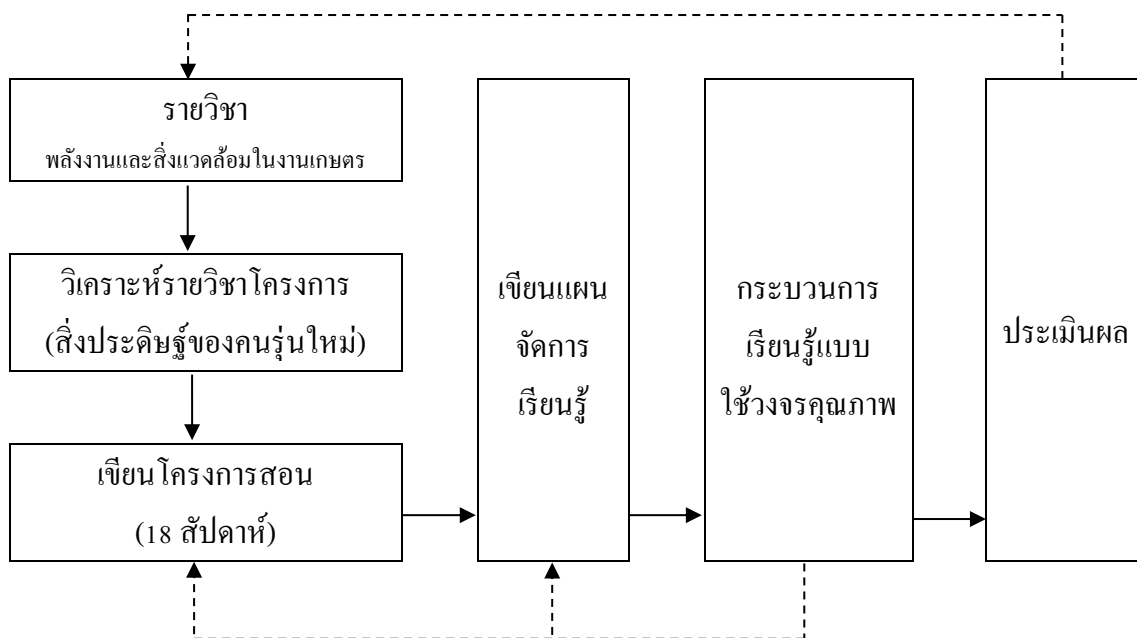 รายวิชา
พลังงานและสิ่งแวดล้อมในงานเกษตร
วิเคราะห์รายวิชาโครงการ
(สิ่งประดิษฐ์ของคนรุ่นใหม่)
เขียนโครงการสอน
(18 สัปดาห์)
เขียนแผน
จัดการ
เรียนรู้
กระบวนการ
เรียนรู้แบบ
ใช้วงจรคุณภาพ
ประเมินผล